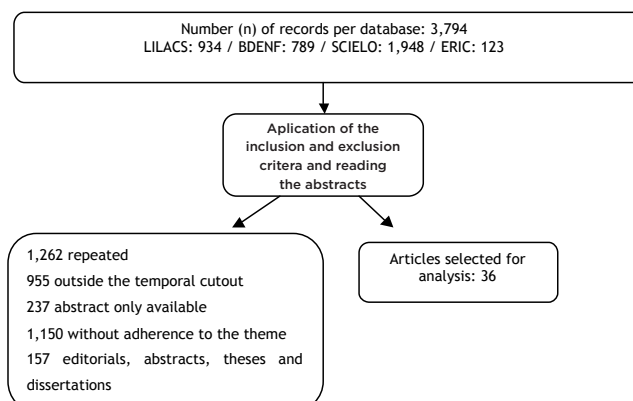 Number (n) of records per database: 3,794
LILACS: 934 / BDENF: 789 / SCIELO: 1,948 / ERIC: 123
Aplication of the
inclusion and exclusion
critera and reading
the abstracts
1,262 repeated
955 outside the temporal cutout
237 abstract only available
1,150 without adherence to the theme
157 editorials, abstracts, theses and
dissertations
Articles selected for
analysis: 36